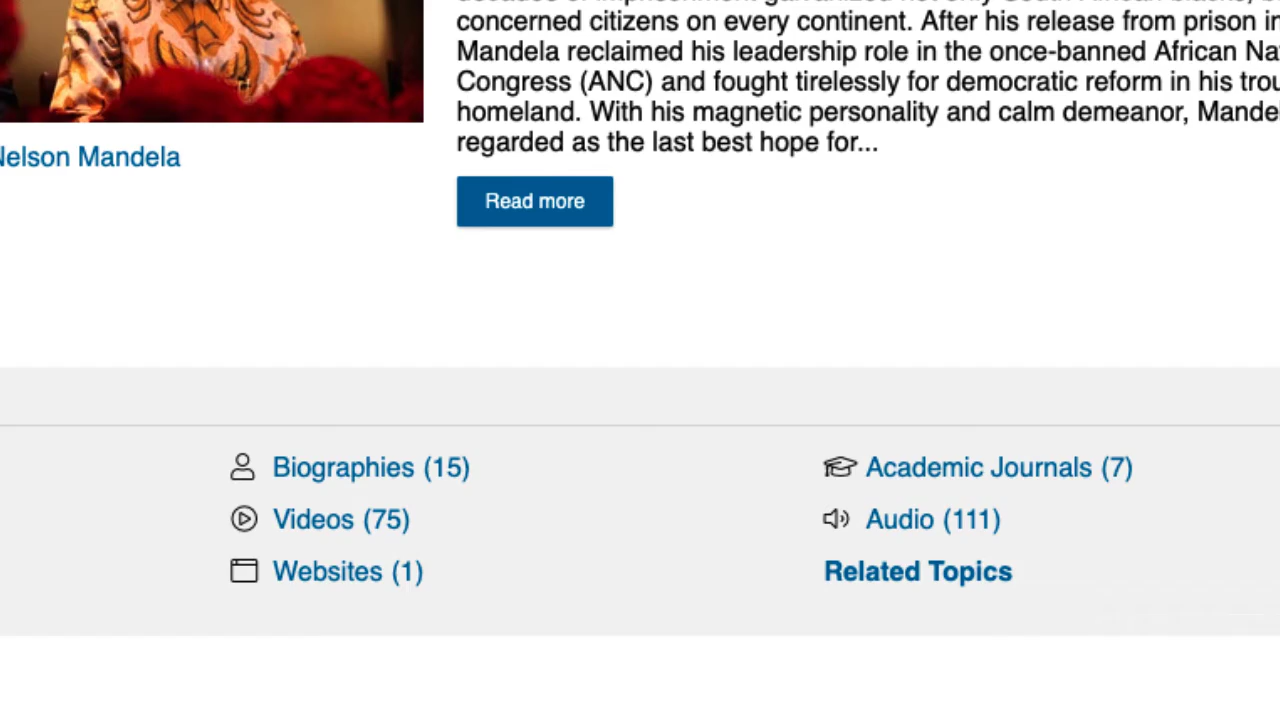 concerned citizens on every continent. After his release from prison in
Mandela reclaimed his leadership role in the once-banned African
Congress (ANC) and fought tirelessly for democratic reform in his
homeland. With his magnetic personality and calm demeanor,
regarded as the last best hope for...
Nelson Mandela
Read more
Biographies (15)
Academic Journals (7)
Videos (75)
Audio (111)
Websites (1)
Related Topics